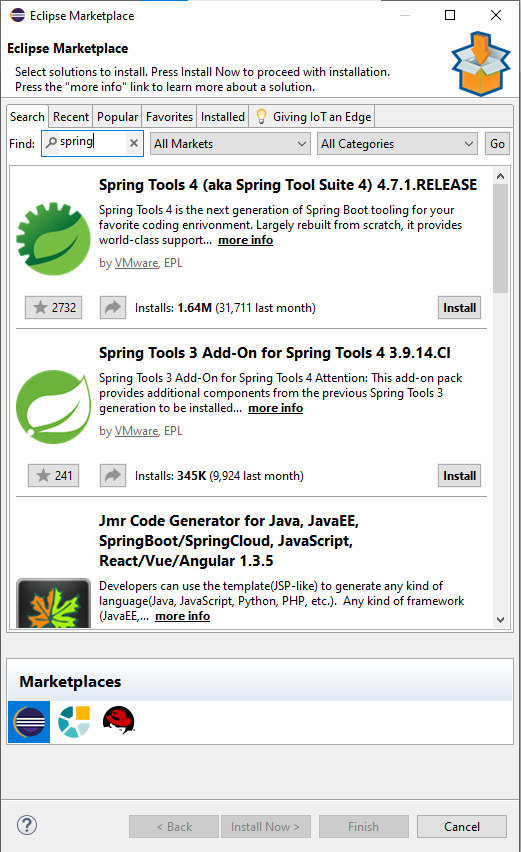 Eclipse Marketplace
Eclipse Marketplace
Select solutions to install. Press Install Now to proceed with installation.
Press the "more info" link to learn more about a solution.
Search Recent Popular Favorites Installed Giving IoT an Edge
Find: spring All Markets All Categories Go
Spring Tools 4 (aka Spring Tool Suite 4) 4.7.1.RELEASE
Spring Tools 4 is the next generation of Spring Boot tooling for your
favorite coding enrivonment. Largely rebuilt from scratch, it provides
world-class support... more info
by VMware, EPL
2732 Installs: 1.64M (31,711 last month) Install
Spring Tools 3 Add-On for Spring Tools 4 3.9.14.CI
Spring Tools 3 Add-On for Spring Tools 4 Attention: This add-on pack
provides additional components from the previous Spring Tools 3
generation to be installed... more info
by VMware, EPL
241 Installs: 345K (9,924 last month) Install
Jmr Code Generator for Java, JavaEE,
SpringBoot/SpringCloud, JavaScript,
React/Vue/Angular 1.3.5
Developers can use the template(JSP-like) to generate any kind of
language(Java, JavaScript, Python, PHP, etc.). Any kind of framework
(JavaEE,... more info
Marketplaces
? < Back Install Now > Finish Cancel